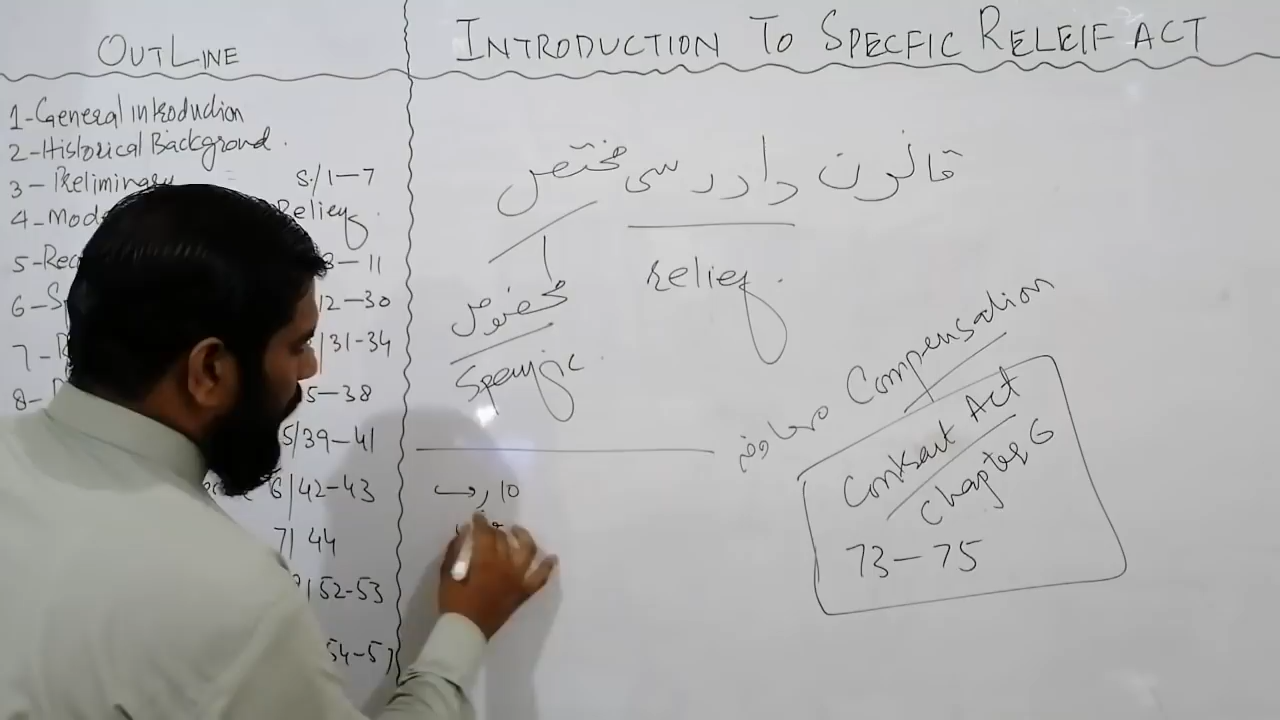 OUTLINE
1-General introduction
2-Historical Backgrond.
3- Preliminary S./1-7
4-Mode Relief.
5-Rec 8-11
6-Sp 12-30
7- R /31-34
8- 5-38
5/39-41
6/42-43
7/44
/52-53
54-57
INTRODUCTION TO SPECFIC RELEIF ACT
قانون دادرسی مختص
relief.
مخصوص
Specific.
معاوضہ Compensation
Contract Act
Chapter 6
73-75
10